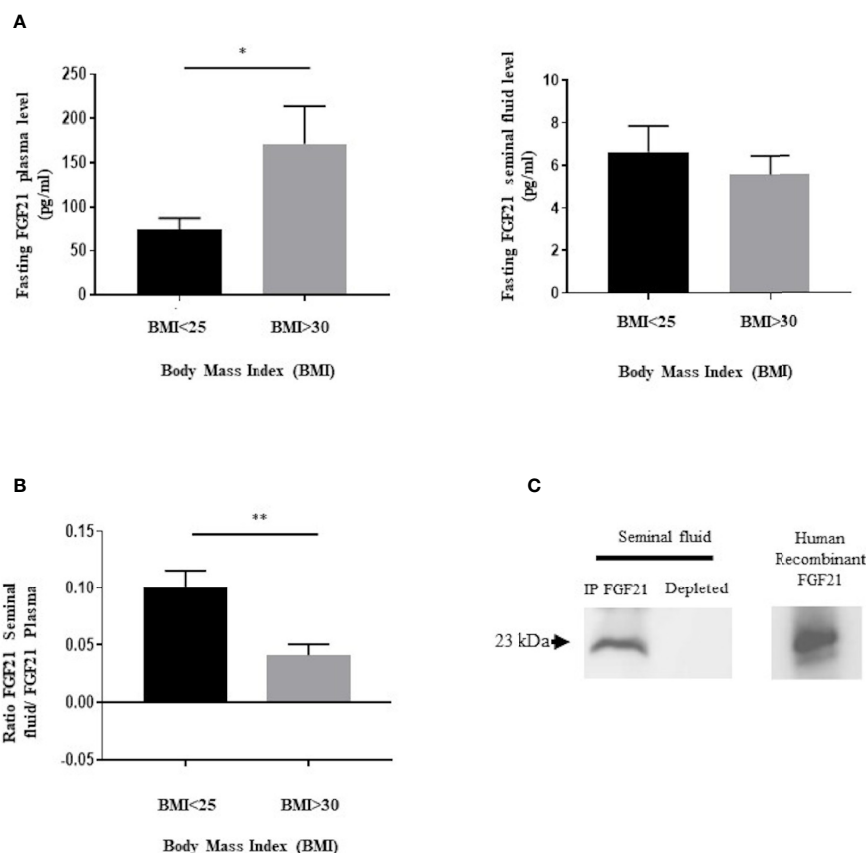 A
*
Fasting FGF21 plasma level
(pg/ml)
250
200
150
100
50
0
BMI<25 BMI>30
Body Mass Index (BMI)
Fasting FGF21 seminal fluid level
(pg/ml)
10
8
6
4
2
0
BMI<25 BMI>30
Body Mass Index (BMI)
B
**
Ratio FGF21 Seminal
fluid/ FGF21 Plasma
0.15
0.10
0.05
0.00
-0.05
BMI<25 BMI>30
Body Mass Index (BMI)
C
Seminal fluid
IP FGF21 Depleted
Human
Recombinant
FGF21
23 kDa